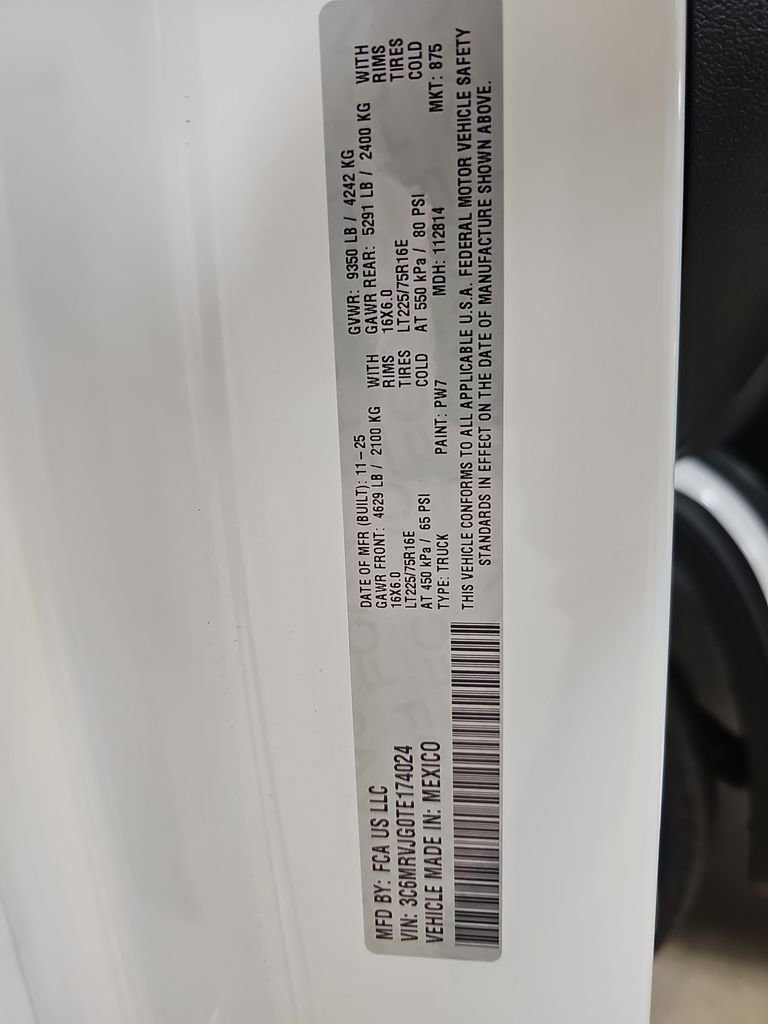 MFD BY: FCA US LLC
VIN: 3C6MRVJG0TE174024
VEHICLE MADE IN: MEXICO
DATE OF MFR (BUILT): 11-25 GVWR: 9350 LB / 4242 KG
GAWR FRONT: 4629 LB / 2100 KG WITH GAWR REAR: 5291 LB / 2400 KG WITH
16X6.0 RIMS 16X6.0 RIMS
LT225/75R16E TIRES LT225/75R16E TIRES
AT 450 kPa / 65 PSI COLD AT 550 kPa / 80 PSI COLD
TYPE: TRUCK PAINT: PW7 MDH: 112814 MKT: 875
THIS VEHICLE CONFORMS TO ALL APPLICABLE U.S.A. FEDERAL MOTOR VEHICLE SAFETY
STANDARDS IN EFFECT ON THE DATE OF MANUFACTURE SHOWN ABOVE.